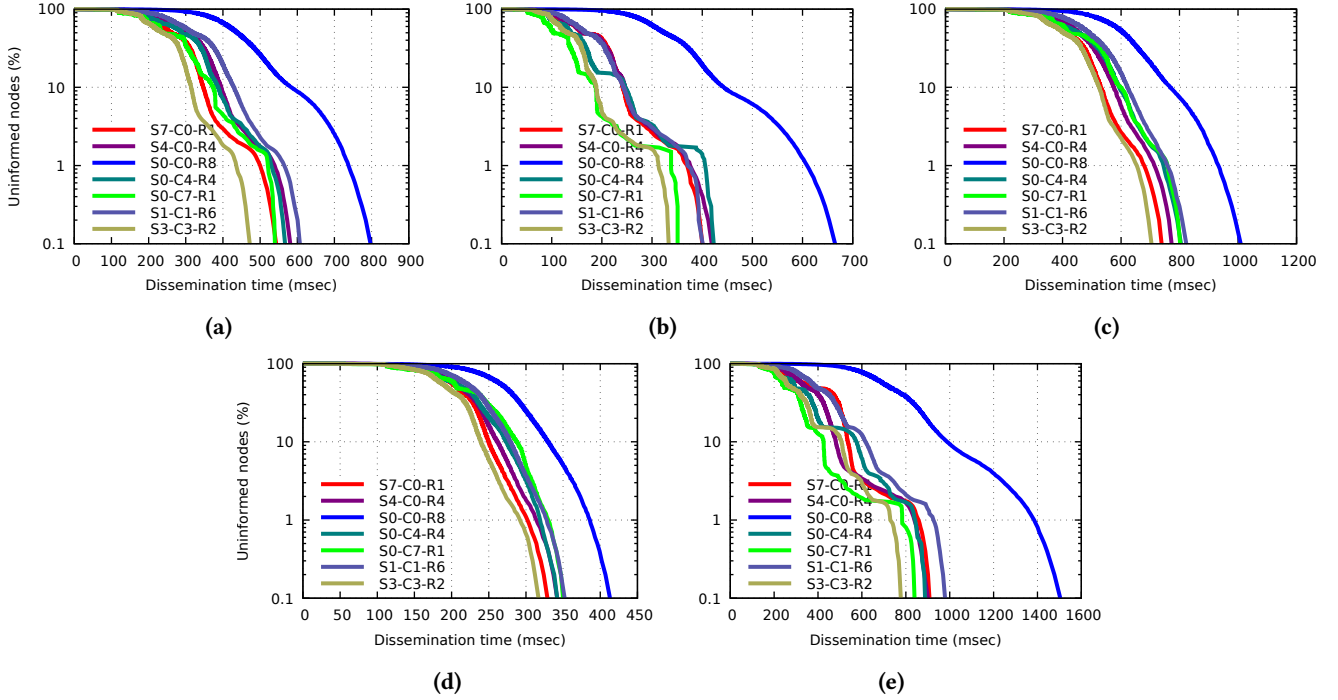 Uninformed nodes (%)
100
10
1
0.1
S7-C0-R1
S4-C0-R4
S0-C0-R8
S0-C4-R4
S0-C7-R1
S1-C1-R6
S3-C3-R2
0 100 200 300 400 500 600 700 800 900
Dissemination time (msec)
(a)
100
10
1
0.1
S7-C0-R1
S4-C0-R4
S0-C0-R8
S0-C4-R4
S0-C7-R1
S1-C1-R6
S3-C3-R2
0 100 200 300 400 500 600 700
Dissemination time (msec)
(b)
100
10
1
0.1
S7-C0-R1
S4-C0-R4
S0-C0-R8
S0-C4-R4
S0-C7-R1
S1-C1-R6
S3-C3-R2
0 200 400 600 800 1000 1200
Dissemination time (msec)
(c)
Uninformed nodes (%)
100
10
1
0.1
S7-C0-R1
S4-C0-R4
S0-C0-R8
S0-C4-R4
S0-C7-R1
S1-C1-R6
S3-C3-R2
0 50 100 150 200 250 300 350 400 450
Dissemination time (msec)
(d)
100
10
1
0.1
S7-C0-R1
S4-C0-R4
S0-C0-R8
S0-C4-R4
S0-C7-R1
S1-C1-R6
S3-C3-R2
0 200 400 600 800 1000 1200 1400 1600
Dissemination time (msec)
(e)